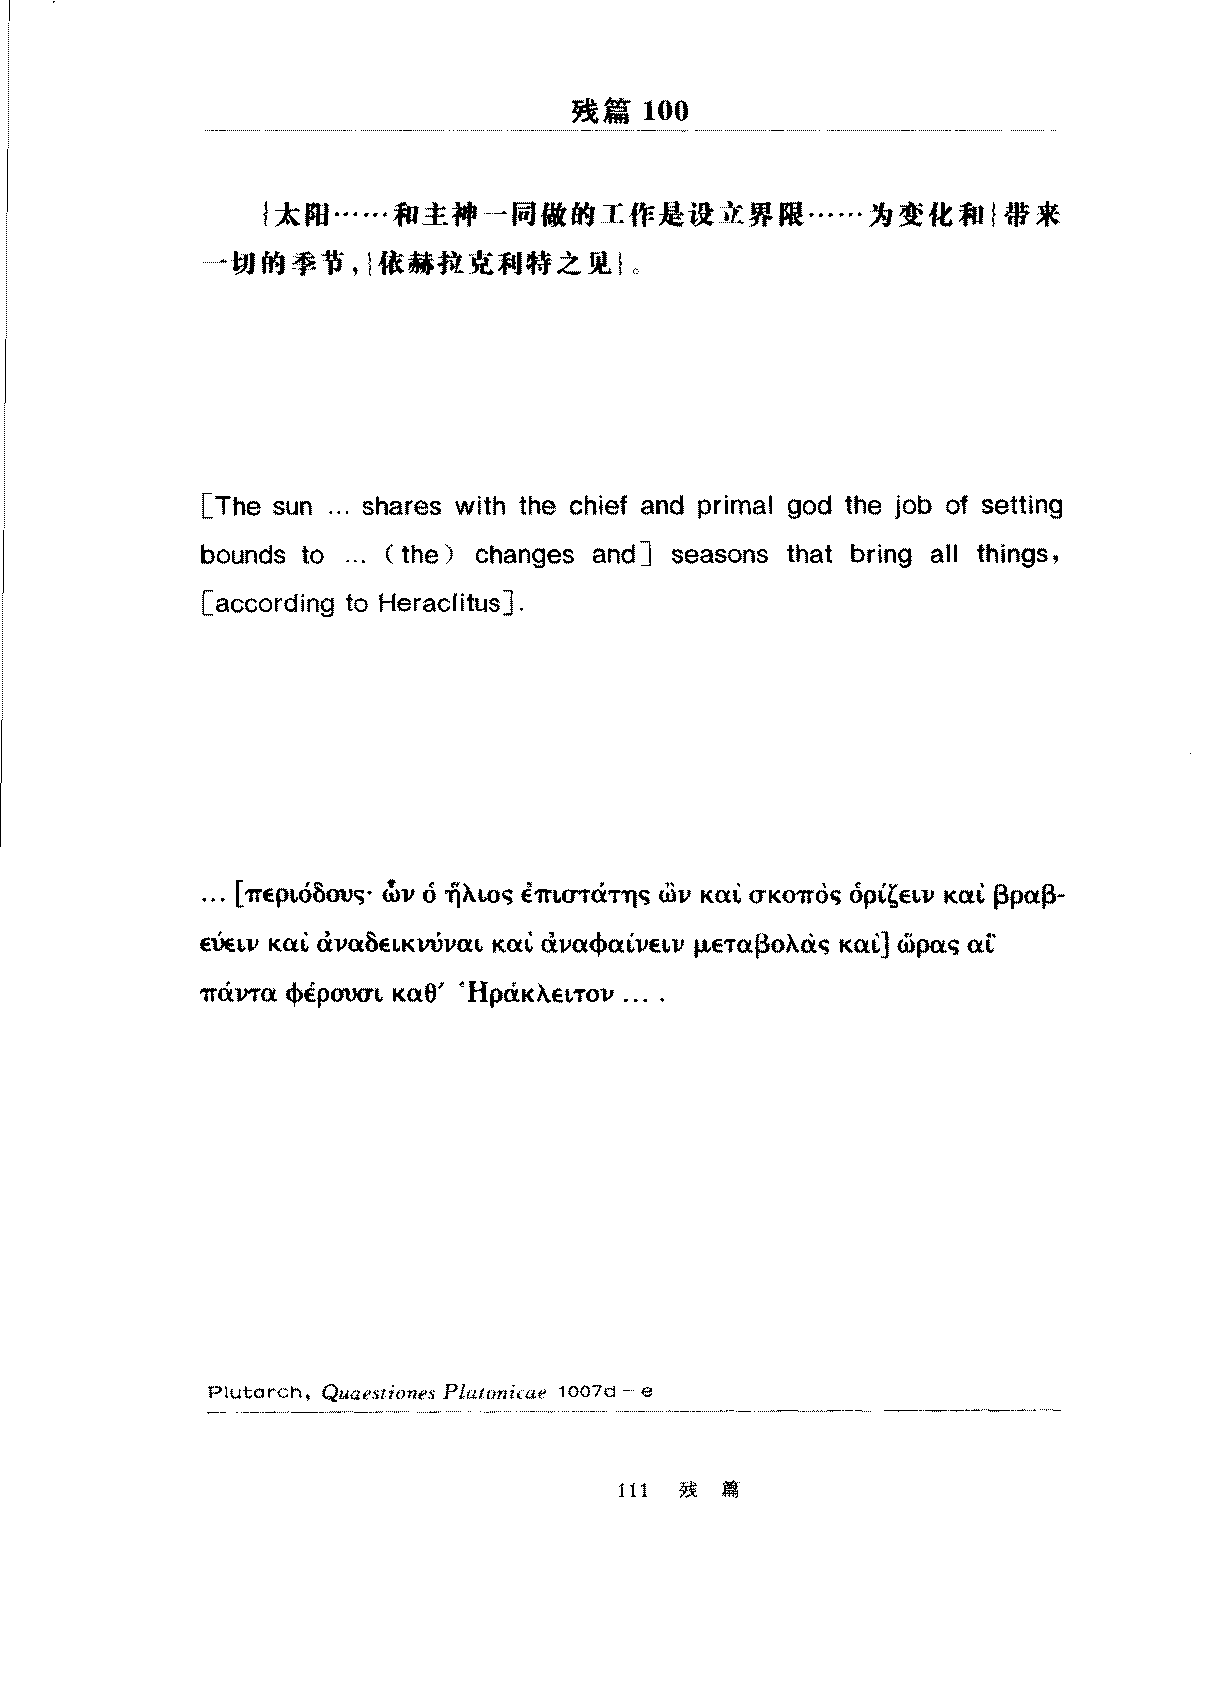 残篇 100
{太阳……和主神一同做的工作是设立界限……为变化和}带来
一切的季节,{依赫拉克利特之见}。
[The sun ... shares with the chief and primal god the job of setting
bounds to ... (the) changes and] seasons that bring all things,
[according to Heraclitus].
... [περιόδους· ὧν ὁ ἥλιος ἐπιστάτης ὢν καὶ σκοπὸς ὁρίζειν καὶ βραβ-
εύειν καὶ ἀναδεικνύναι καὶ ἀναφαίνειν μεταβολὰς καὶ] ὥρας αἳ
πάντα φέρουσι καθ’ Ἡράκλειτον ... .
Plutarch, Quaestiones Platonicae 1007d–e
111 残 篇